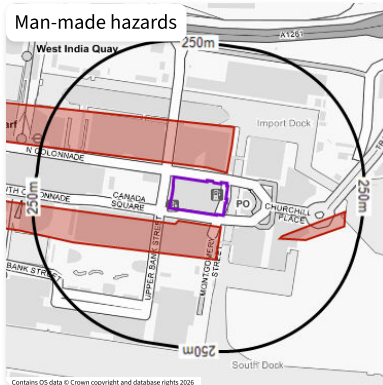 Man-made hazards
250m
A1261
West India Quay
Import Dock
N COLONNADE
250m
250m
CANADA
SQUARE
PO
CHURCHILL
PLACE
UPPER BANK STREET
MONTGOMERY
STREET
BANK STREET
250m
South Dock
Contains OS data © Crown copyright and database rights 2026